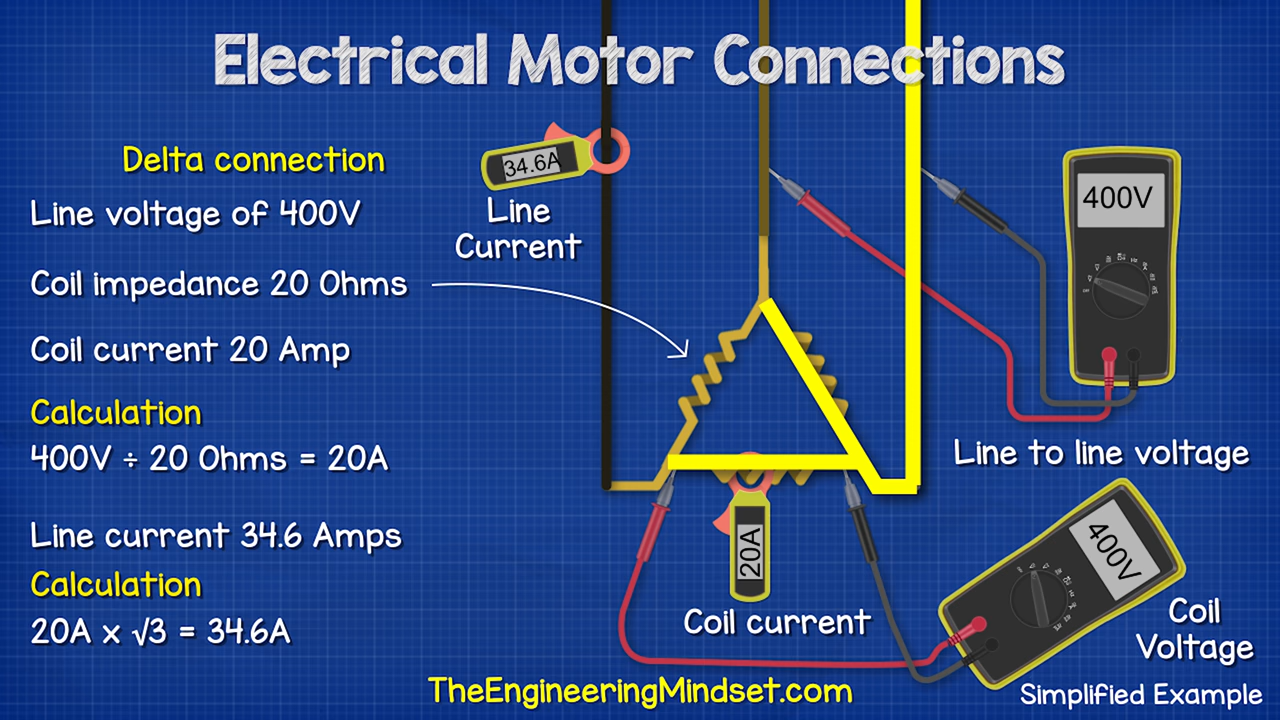 Electrical Motor Connections
Delta connection
Line voltage of 400V
Coil impedance 20 Ohms
Coil current 20 Amp
Calculation
400V ÷ 20 Ohms = 20A
Line current 34.6 Amps
Calculation
20A x √3 = 34.6A
34.6A
Line
Current
400V
Line to line voltage
20A
Coil current
400V
Coil
Voltage
TheEngineeringMindset.com
Simplified Example